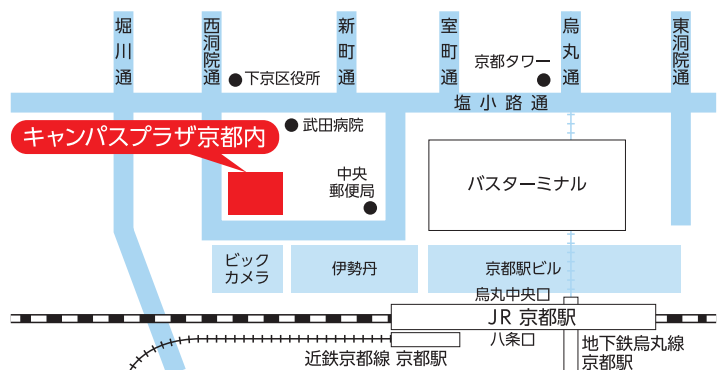 堀川通
西洞院通
新町通
室町通
烏丸通
東洞院通
京都タワー
下京区役所
塩小路通
武田病院
キャンパスプラザ京都内
中央
郵便局
バスターミナル
ビック
カメラ
伊勢丹
京都駅ビル
烏丸中央口
JR 京都駅
八条口
地下鉄烏丸線
京都駅
近鉄京都線 京都駅